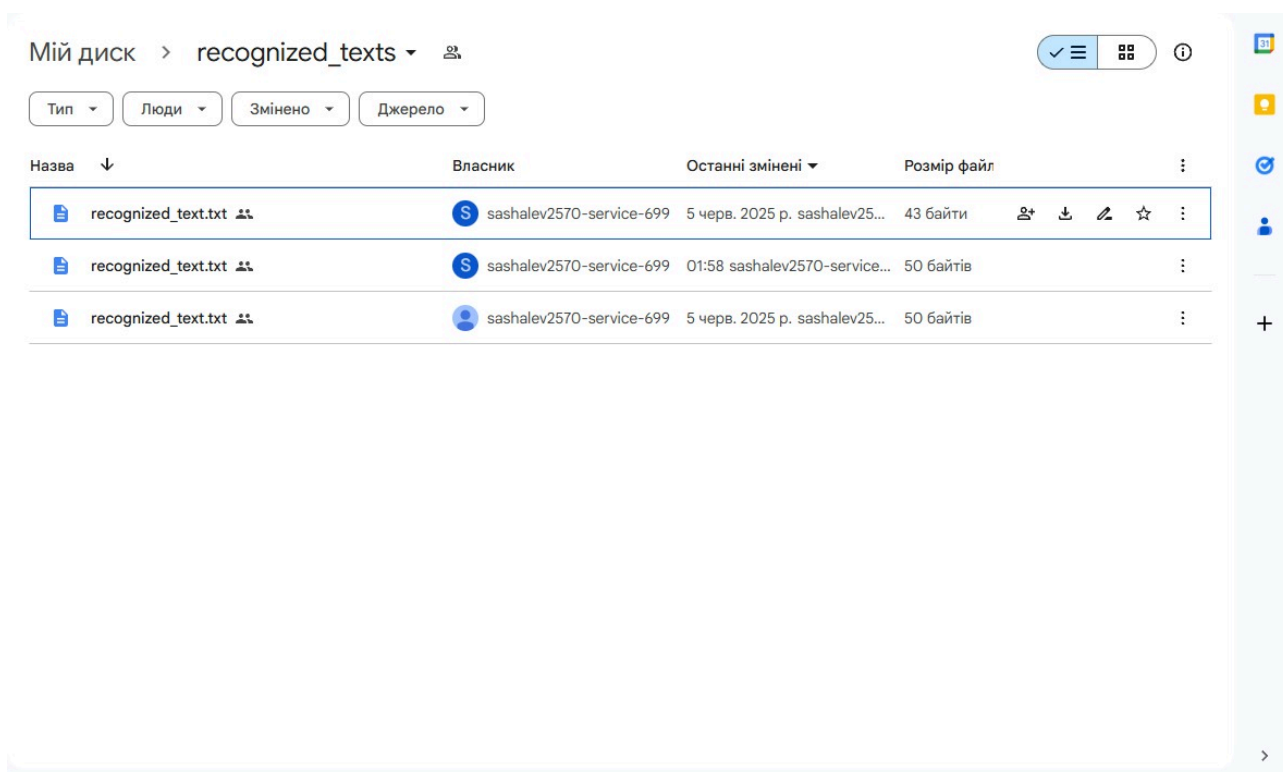 Мій диск > recognized_texts
Тип Люди Змінено Джерело
31
Назва Власник Останні змінені Розмір файл
recognized_text.txt S sashalev2570-service-699 5 черв. 2025 р. sashalev25... 43 байти
recognized_text.txt S sashalev2570-service-699 01:58 sashalev2570-service... 50 байтів
recognized_text.txt sashalev2570-service-699 5 черв. 2025 р. sashalev25... 50 байтів